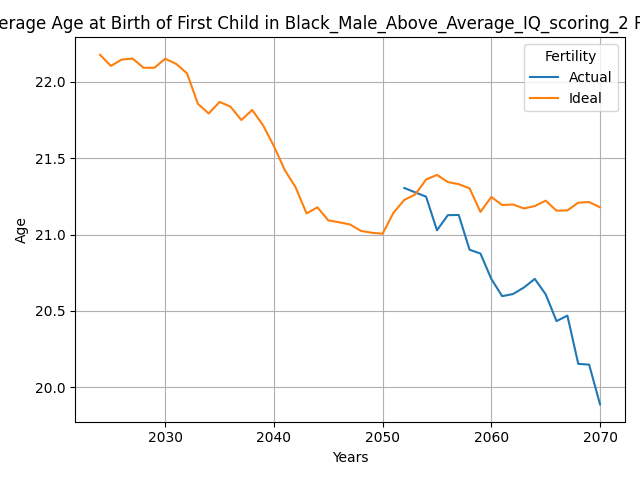 erage Age at Birth of First Child in Black_Male_Above_Average_IQ_scoring_2
Fertility
Actual
Ideal
22.0
21.5
21.0
20.5
20.0
Age
2030
2040
2050
2060
2070
Years